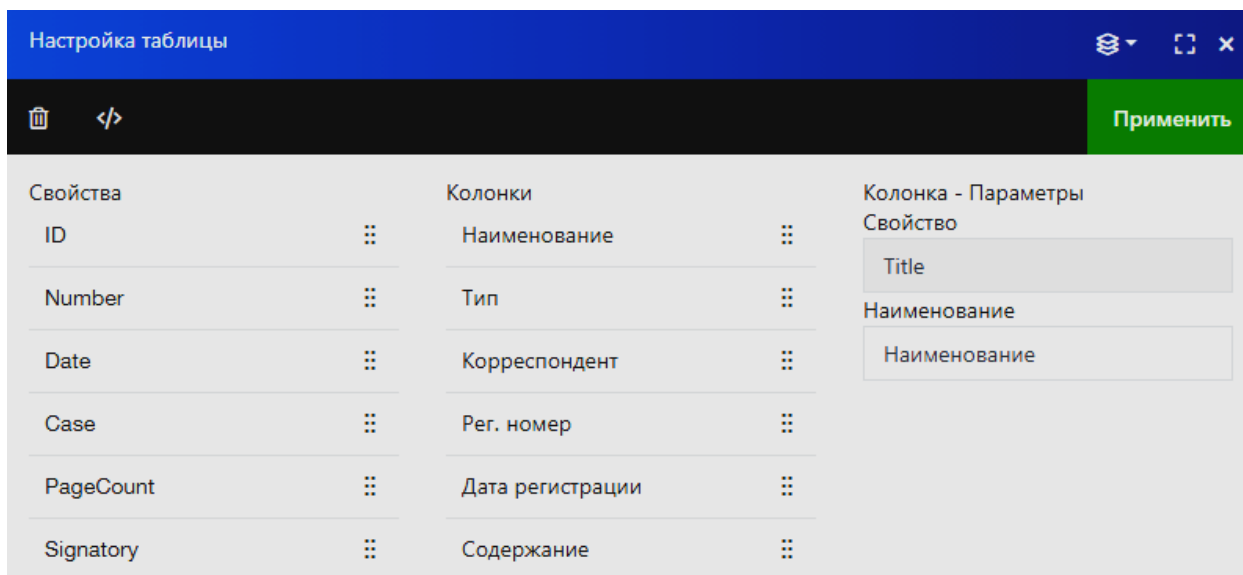 Настройка таблицы
Применить
Свойства
ID
Number
Date
Case
PageCount
Signatory
Колонки
Наименование
Тип
Корреспондент
Рег. номер
Дата регистрации
Содержание
Колонка - Параметры
Свойство
Title
Наименование
Наименование